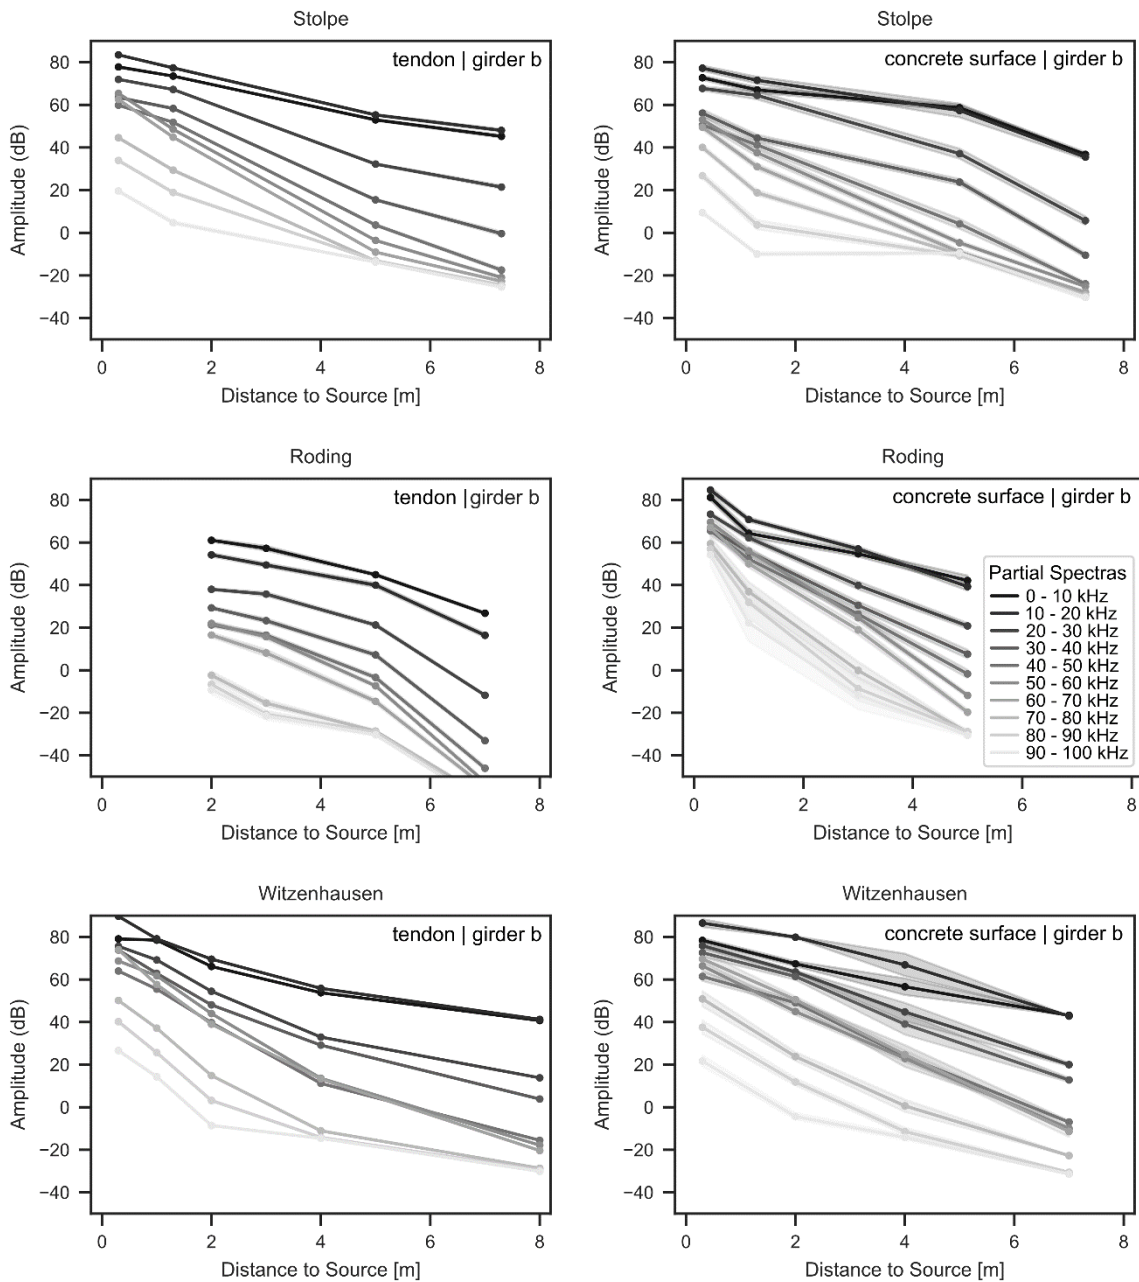 Stolpe
Stolpe
tendon | girder b
concrete surface | girder b
Amplitude (dB)
80
60
40
20
0
−20
−40
0 2 4 6 8
Distance to Source [m]
Amplitude (dB)
80
60
40
20
0
−20
−40
0 2 4 6 8
Distance to Source [m]
Roding
Roding
tendon |girder b
concrete surface | girder b
Amplitude (dB)
80
60
40
20
0
−20
−40
0 2 4 6 8
Distance to Source [m]
Amplitude (dB)
80
60
40
20
0
−20
−40
0 2 4 6 8
Distance to Source [m]
Partial Spectras
0 - 10 kHz
10 - 20 kHz
20 - 30 kHz
30 - 40 kHz
40 - 50 kHz
50 - 60 kHz
60 - 70 kHz
70 - 80 kHz
80 - 90 kHz
90 - 100 kHz
Witzenhausen
Witzenhausen
tendon | girder b
concrete surface | girder b
Amplitude (dB)
80
60
40
20
0
−20
−40
0 2 4 6 8
Distance to Source [m]
Amplitude (dB)
80
60
40
20
0
−20
−40
0 2 4 6 8
Distance to Source [m]